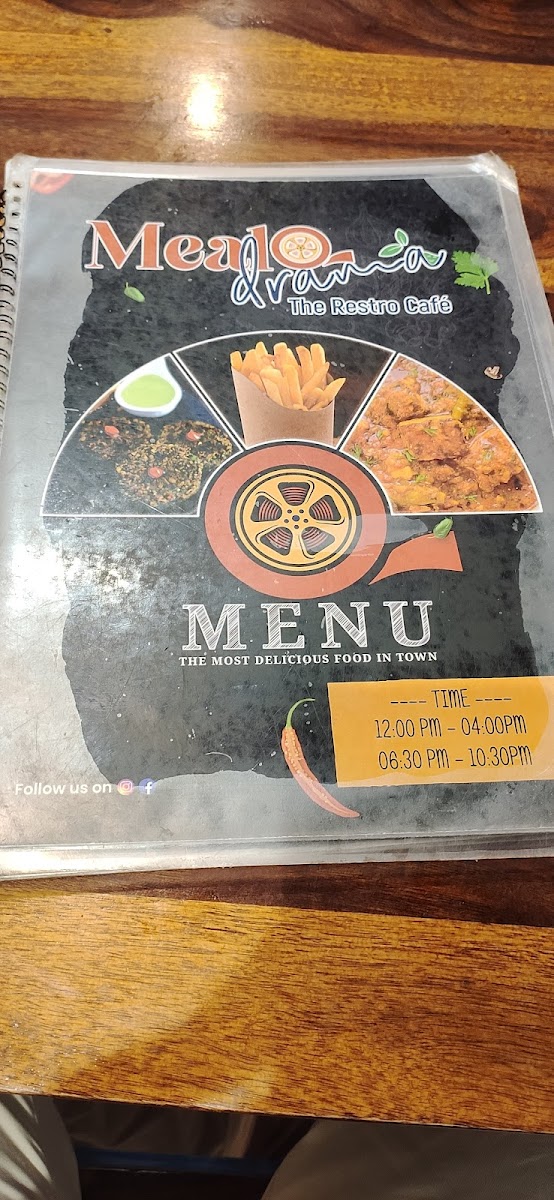 MealO
drama
The Restro Café
MENU
THE MOST DELICIOUS FOOD IN TOWN
---- TIME ----
12:00 PM - 04:00PM
06:30 PM - 10:30PM
Follow us on